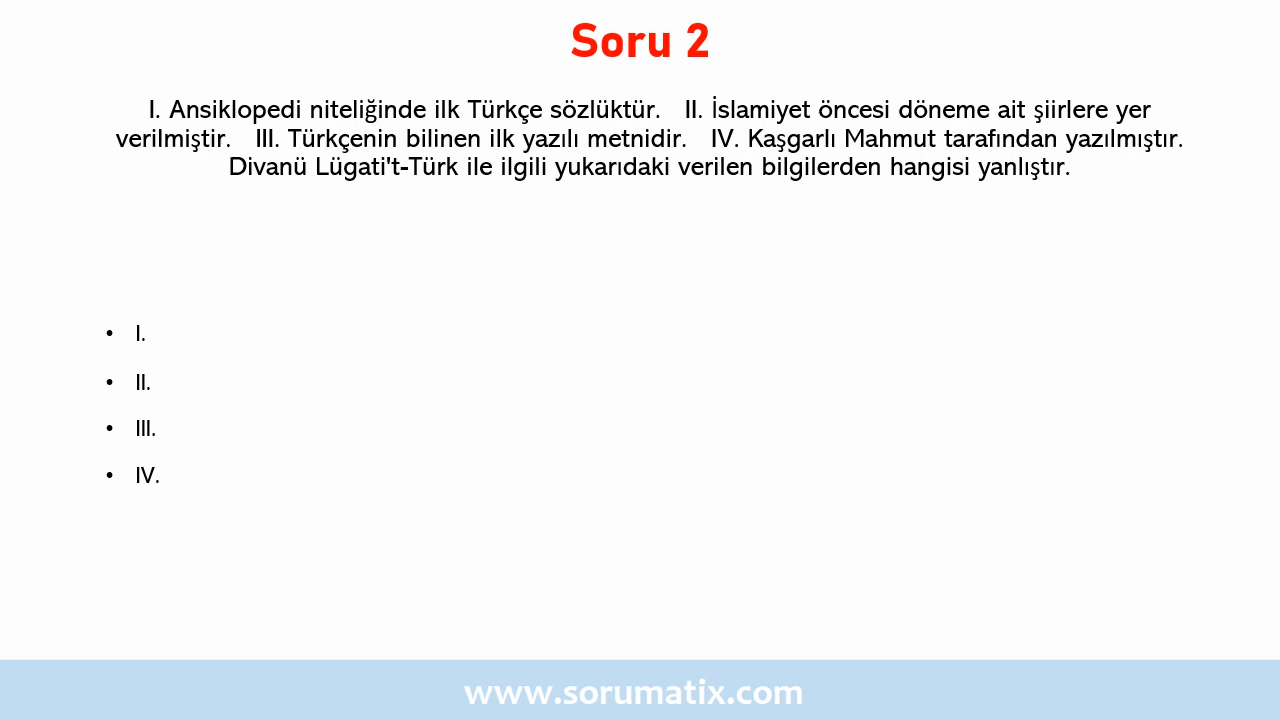 Soru 2
I. Ansiklopedi niteliğinde ilk Türkçe sözlüktür. II. İslamiyet öncesi döneme ait şiirlere yer
verilmiştir. III. Türkçenin bilinen ilk yazılı metnidir. IV. Kaşgarlı Mahmut tarafından yazılmıştır.
Divanü Lügati't-Türk ile ilgili yukarıdaki verilen bilgilerden hangisi yanlıştır.
• I.
• II.
• III.
• IV.
www.sorumatix.com